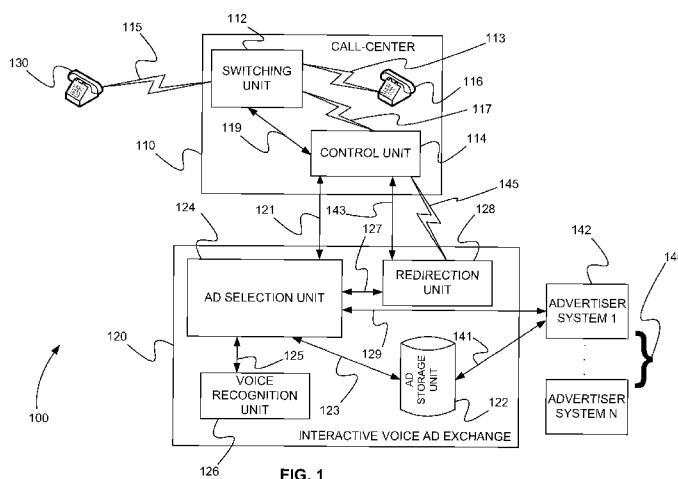 112
115
CALL-CENTER
113
130
SWITCHING UNIT
116
117
119
CONTROL UNIT
110
114
145
121
143
124
128
142
127
AD SELECTION UNIT
REDIRECTION UNIT
ADVERTISER SYSTEM 1
129
141
120
125
AD STORAGE UNIT
VOICE RECOGNITION UNIT
123
122
ADVERTISER SYSTEM N
100
126
INTERACTIVE VOICE AD EXCHANGE
FIG. 1